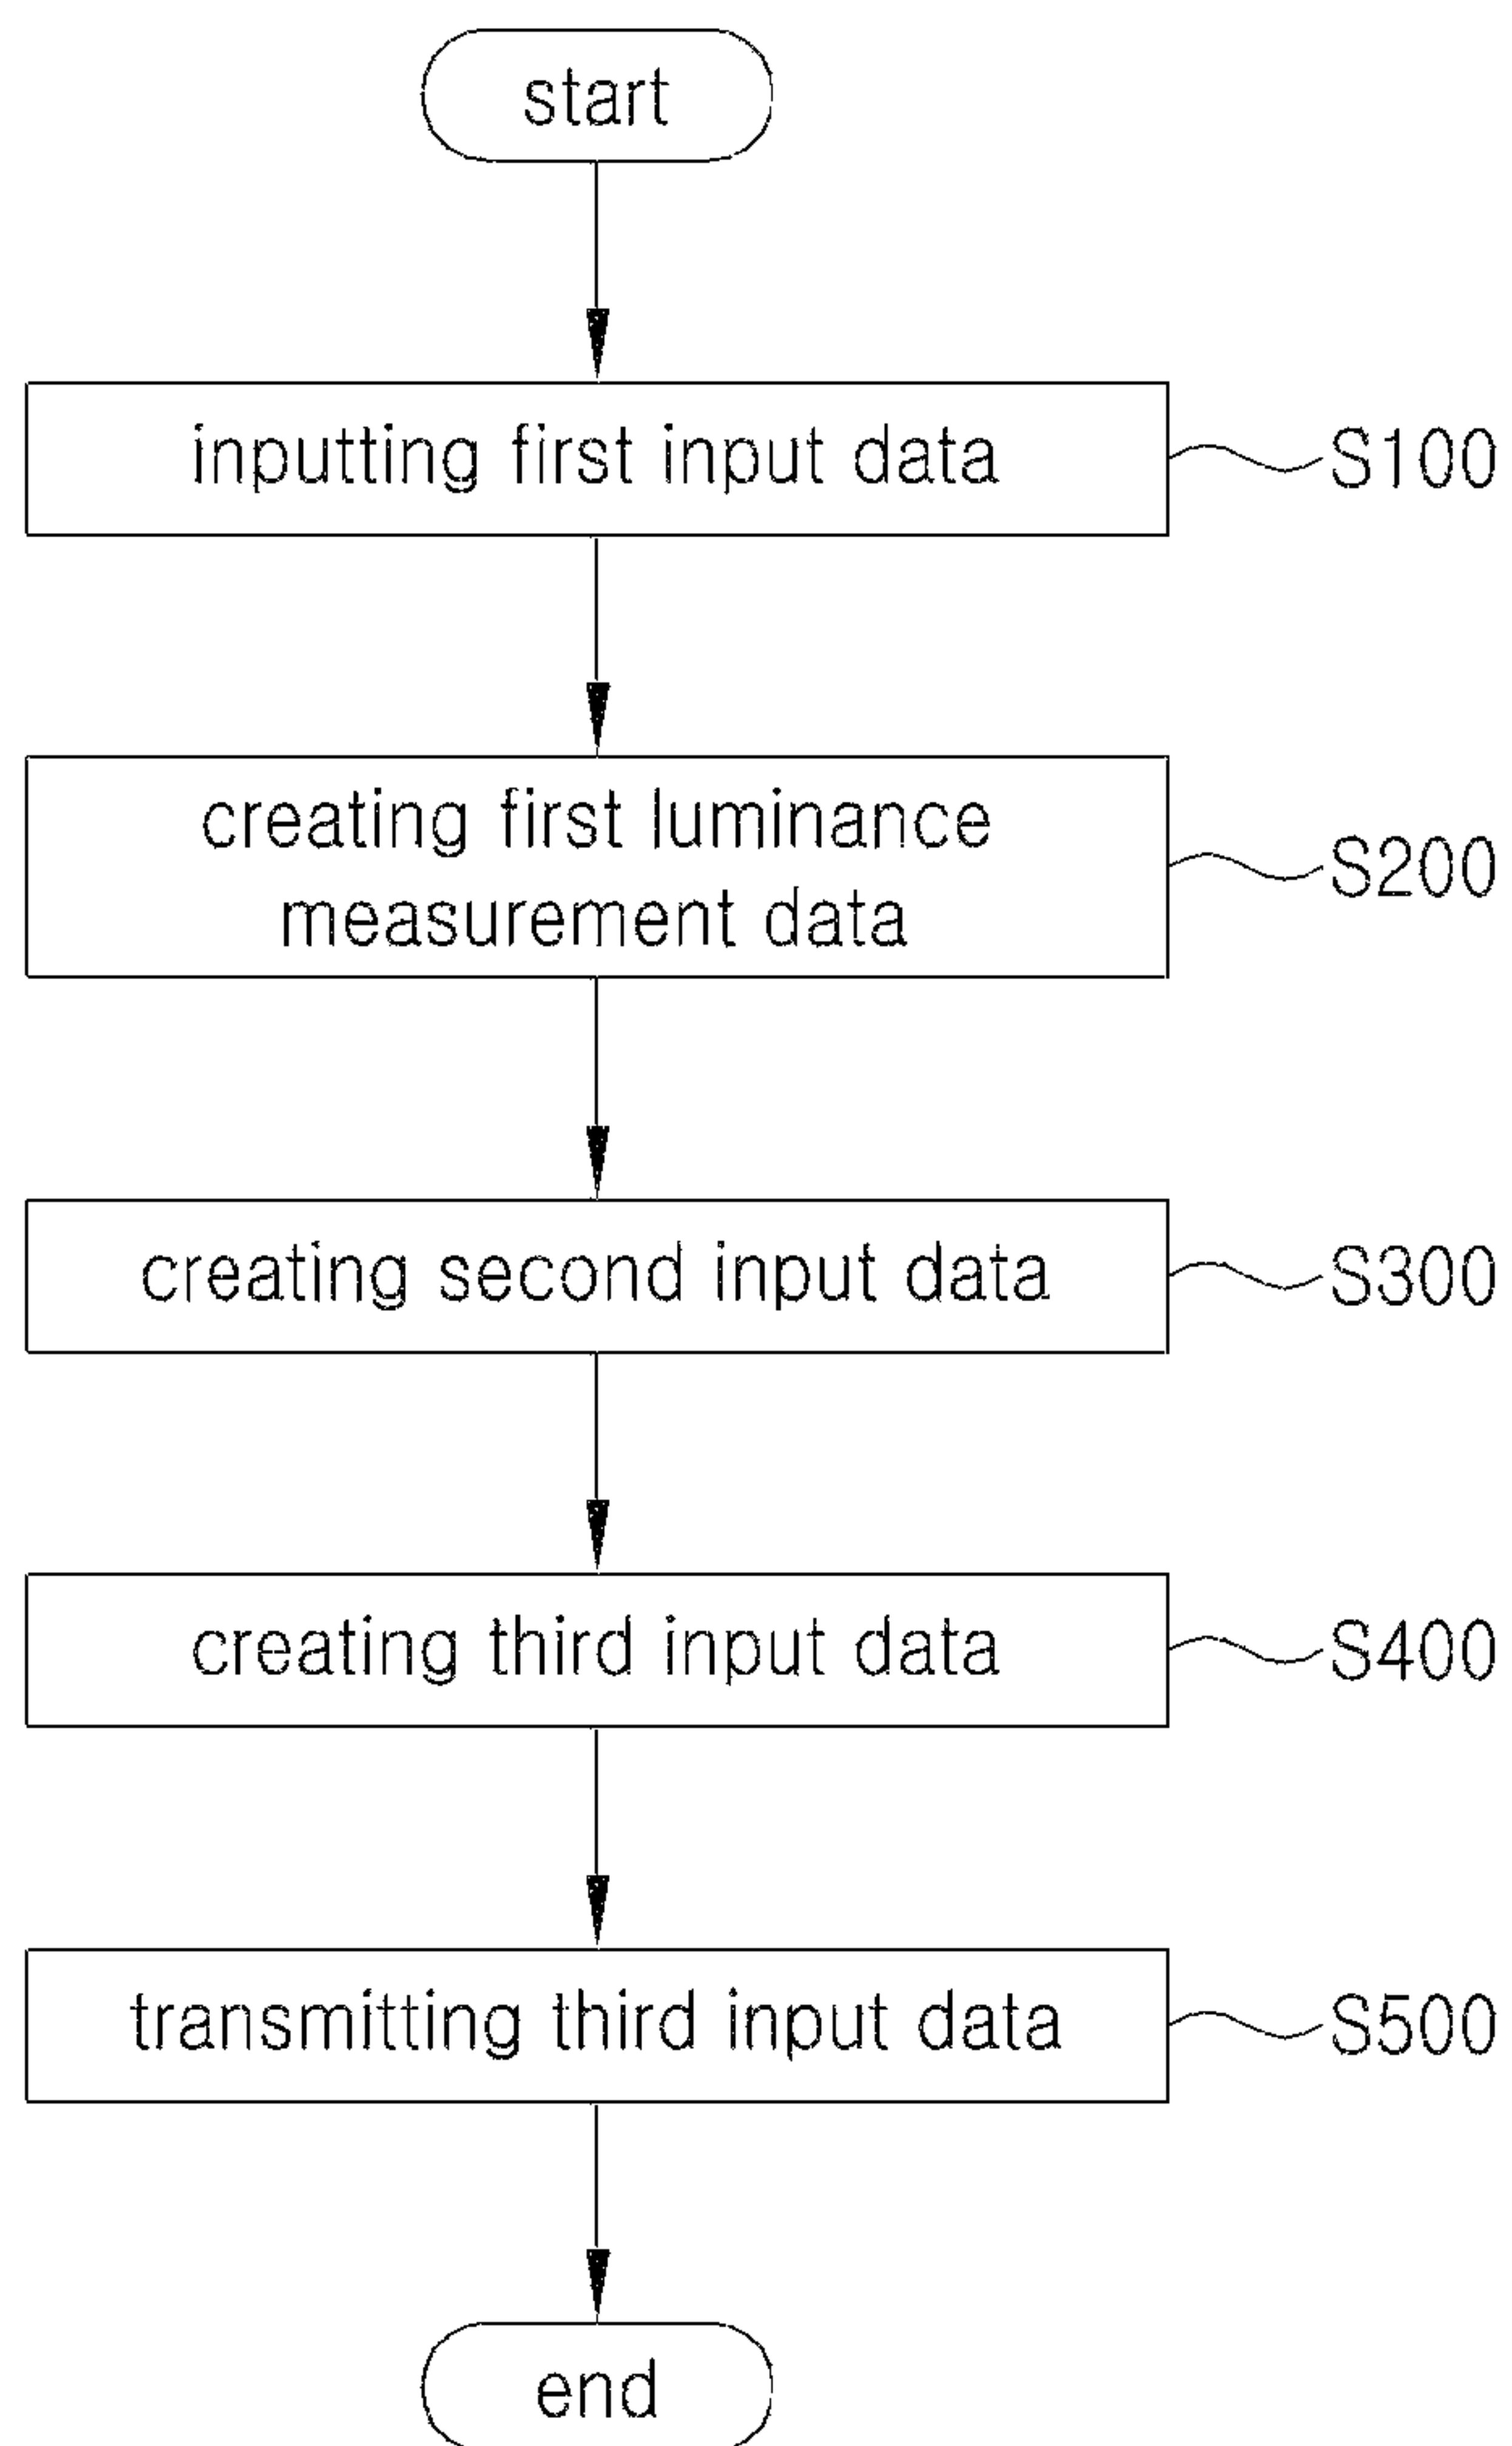 start
inputting first input data
S100
creating first luminance
measurement data
S200
creating second input data
S300
creating third input data
S400
transmitting third input data
S500
end